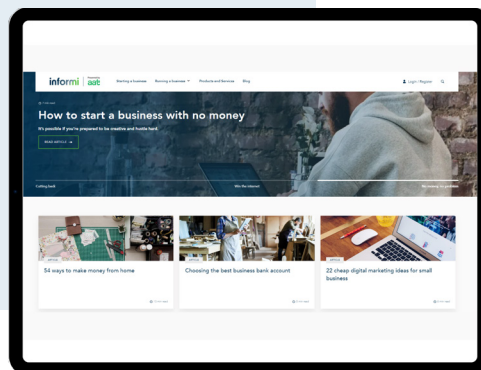 informi aat
Starting a business Running a business Products and Services Blog
Login / Register
How to start a business with no money
It's possible if you're prepared to be creative and hustle hard.
READ ARTICLE
Cutting back
Win the internet
No money, no problem
ARTICLE
54 ways to make money from home
ARTICLE
Choosing the best business bank account
ARTICLE
22 cheap digital marketing ideas for small
business